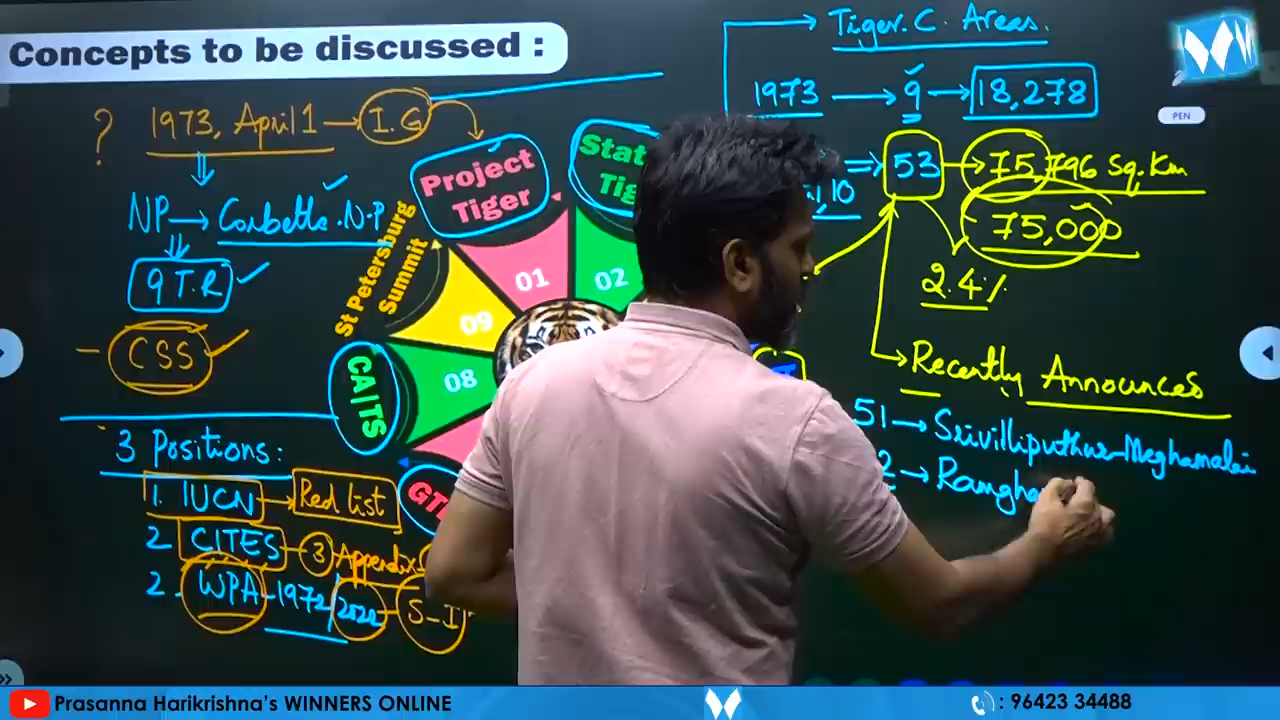 Concepts to be discussed :
? 1973, April 1 → I.G
NP → Corbette.N.P
9 T.R
– CSS
3 Positions:
1. IUCN → Red list
2 CITES – 3 Appendix
2. WPA – 1972/2022 – S-I
Project
Tiger
01
02
09
St Petersburg
Summit
08
CA|TS
Tiger.C Areas.
1973 → 9 → 18,278
⇒ 53 → 75,796 Sq.Km
,10
75,000
2.4%
Recently Announces
51 → Srivilliputhur-Meghamalai
2 → Ramgha
PEN
W
Prasanna Harikrishna's WINNERS ONLINE
: 96423 34488